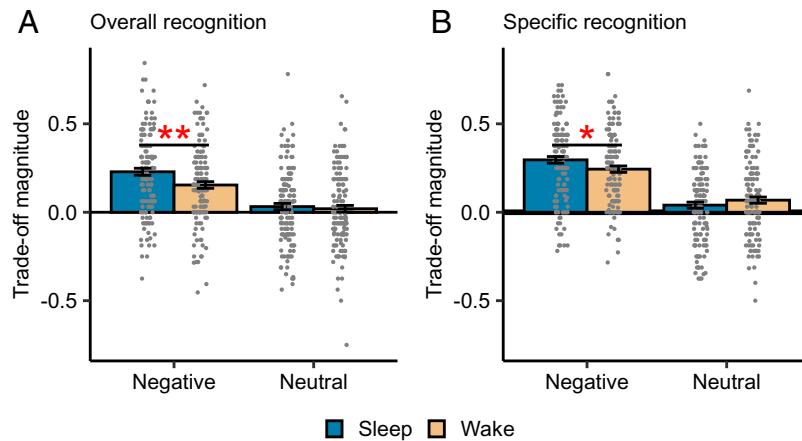 A Overall recognition
Trade-off magnitude
0.5
0.0
-0.5
**
Negative Neutral
B Specific recognition
Trade-off magnitude
0.5
0.0
-0.5
*
Negative Neutral
Sleep Wake